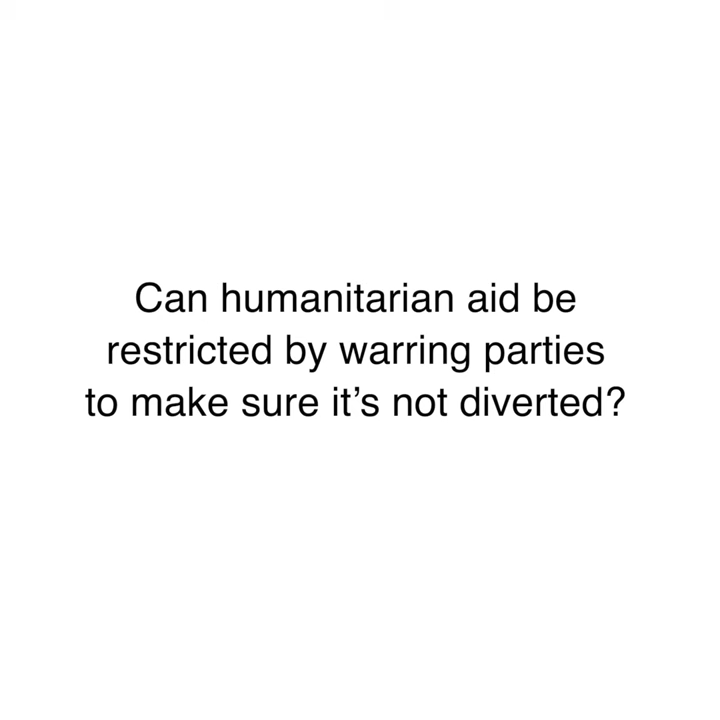 Can humanitarian aid be
restricted by warring parties
to make sure it’s not diverted?